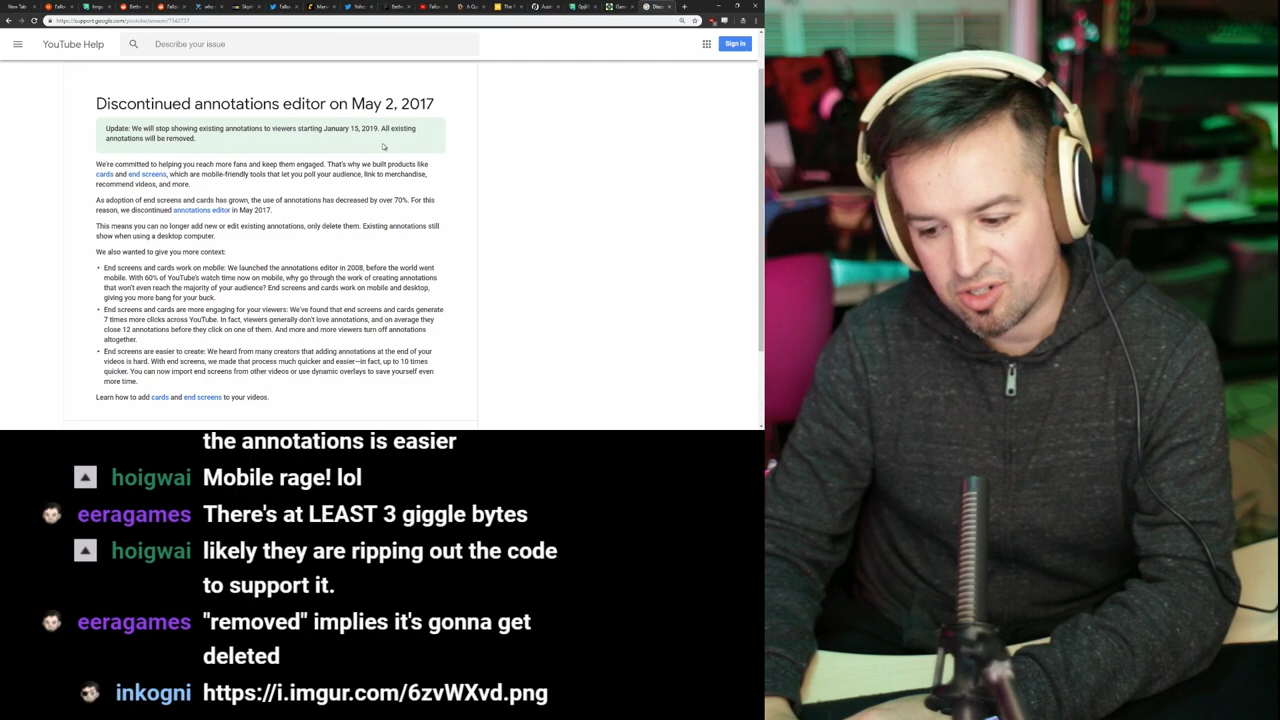 New Tab
https://support.google.com/youtube/answer/7342737
YouTube Help
Describe your issue
Sign in
Discontinued annotations editor on May 2, 2017
Update: We will stop showing existing annotations to viewers starting January 15, 2019. All existing
annotations will be removed.
We're committed to helping you reach more fans and keep them engaged. That's why we built products like
cards and end screens, which are mobile-friendly tools that let you poll your audience, link to merchandise,
recommend videos, and more.
As adoption of end screens and cards has grown, the use of annotations has decreased by over 70%. For this
reason, we discontinued annotations editor in May 2017.
This means you can no longer add new or edit existing annotations, only delete them. Existing annotations still
show when using a desktop computer.
We also wanted to give you more context:
• End screens and cards work on mobile: We launched the annotations editor in 2008, before the world went
mobile. With 60% of YouTube's watch time now on mobile, why go through the work of creating annotations
that won't even reach the majority of your audience? End screens and cards work on mobile and desktop,
giving you more bang for your buck.
• End screens and cards are more engaging for your viewers: We've found that end screens and cards generate
7 times more clicks across YouTube. In fact, viewers generally don't love annotations, and on average they
close 12 annotations before they click on one of them. And more and more viewers turn off annotations
altogether.
• End screens are easier to create: We heard from many creators that adding annotations at the end of your
videos is hard. With end screens, we made that process much quicker and easier—in fact, up to 10 times
quicker. You can now import end screens from other videos or use dynamic overlays to save yourself even
more time.
Learn how to add cards and end screens to your videos.
the annotations is easier
hoigwai Mobile rage! lol
eeragames There's at LEAST 3 giggle bytes
hoigwai likely they are ripping out the code
to support it.
eeragames "removed" implies it's gonna get
deleted
inkogni https://i.imgur.com/6zvWXvd.png